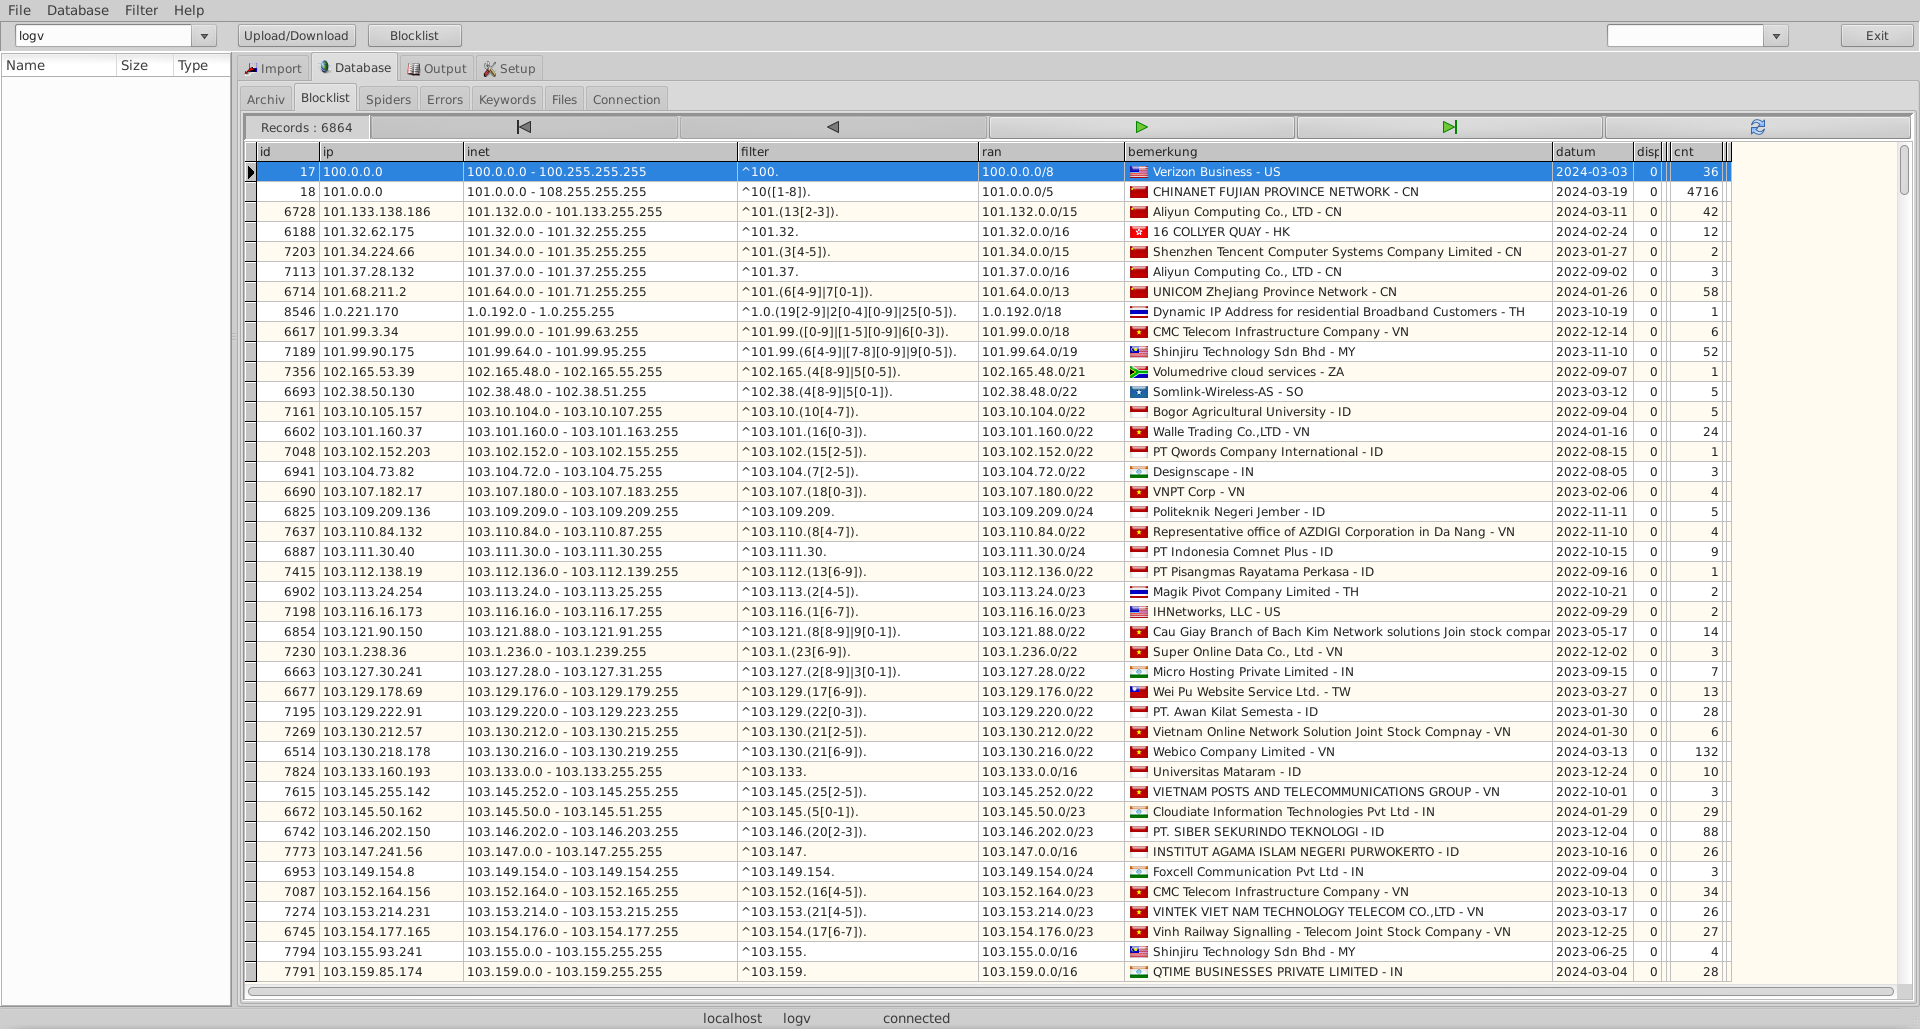 File Database Filter Help
logv Upload/Download Blocklist Exit
Name Size Type
Import Database Output Setup
Archiv Blocklist Spiders Errors Keywords Files Connection
Records : 6864
id ip inet filter ran bemerkung datum disp cnt
17 100.0.0.0 100.0.0.0 - 100.255.255.255 ^100. 100.0.0.0/8 Verizon Business - US 2024-03-03 0 36
18 101.0.0.0 101.0.0.0 - 108.255.255.255 ^10([1-8]). 101.0.0.0/5 CHINANET FUJIAN PROVINCE NETWORK - CN 2024-03-19 0 4716
6728 101.133.138.186 101.132.0.0 - 101.133.255.255 ^101.(13[2-3]). 101.132.0.0/15 Aliyun Computing Co., LTD - CN 2024-03-11 0 42
6188 101.32.62.175 101.32.0.0 - 101.32.255.255 ^101.32. 101.32.0.0/16 16 COLLYER QUAY - HK 2024-02-24 0 12
7203 101.34.224.66 101.34.0.0 - 101.35.255.255 ^101.(3[4-5]). 101.34.0.0/15 Shenzhen Tencent Computer Systems Company Limited - CN 2023-01-27 0 2
7113 101.37.28.132 101.37.0.0 - 101.37.255.255 ^101.37. 101.37.0.0/16 Aliyun Computing Co., LTD - CN 2022-09-02 0 3
6714 101.68.211.2 101.64.0.0 - 101.71.255.255 ^101.(6[4-9]|7[0-1]). 101.64.0.0/13 UNICOM ZheJiang Province Network - CN 2024-01-26 0 58
8546 1.0.221.170 1.0.192.0 - 1.0.255.255 ^1.0.(19[2-9]|2[0-4][0-9]|25[0-5]). 1.0.192.0/18 Dynamic IP Address for residential Broadband Customers - TH 2023-10-19 0 1
6617 101.99.3.34 101.99.0.0 - 101.99.63.255 ^101.99.([0-9]|[1-5][0-9]|6[0-3]). 101.99.0.0/18 CMC Telecom Infrastructure Company - VN 2022-12-14 0 6
7189 101.99.90.175 101.99.64.0 - 101.99.95.255 ^101.99.(6[4-9]|[7-8][0-9]|9[0-5]). 101.99.64.0/19 Shinjiru Technology Sdn Bhd - MY 2023-11-10 0 52
7356 102.165.53.39 102.165.48.0 - 102.165.55.255 ^102.165.(4[8-9]|5[0-5]). 102.165.48.0/21 Volumedrive cloud services - ZA 2022-09-07 0 1
6693 102.38.50.130 102.38.48.0 - 102.38.51.255 ^102.38.(4[8-9]|5[0-1]). 102.38.48.0/22 Somlink-Wireless-AS - SO 2023-03-12 0 5
7161 103.10.105.157 103.10.104.0 - 103.10.107.255 ^103.10.(10[4-7]). 103.10.104.0/22 Bogor Agricultural University - ID 2022-09-04 0 5
6602 103.101.160.37 103.101.160.0 - 103.101.163.255 ^103.101.(16[0-3]). 103.101.160.0/22 Walle Trading Co.,LTD - VN 2024-01-16 0 24
7048 103.102.152.203 103.102.152.0 - 103.102.155.255 ^103.102.(15[2-5]). 103.102.152.0/22 PT Qwords Company International - ID 2022-08-15 0 1
6941 103.104.73.82 103.104.72.0 - 103.104.75.255 ^103.104.(7[2-5]). 103.104.72.0/22 Designscape - IN 2022-08-05 0 3
6690 103.107.182.17 103.107.180.0 - 103.107.183.255 ^103.107.(18[0-3]). 103.107.180.0/22 VNPT Corp - VN 2023-02-06 0 4
6825 103.109.209.136 103.109.209.0 - 103.109.209.255 ^103.109.209. 103.109.209.0/24 Politeknik Negeri Jember - ID 2022-11-11 0 5
7637 103.110.84.132 103.110.84.0 - 103.110.87.255 ^103.110.(8[4-7]). 103.110.84.0/22 Representative office of AZDIGI Corporation in Da Nang - VN 2022-11-10 0 4
6887 103.111.30.40 103.111.30.0 - 103.111.30.255 ^103.111.30. 103.111.30.0/24 PT Indonesia Comnet Plus - ID 2022-10-15 0 9
7415 103.112.138.19 103.112.136.0 - 103.112.139.255 ^103.112.(13[6-9]). 103.112.136.0/22 PT Pisangmas Rayatama Perkasa - ID 2022-09-16 0 1
6902 103.113.24.254 103.113.24.0 - 103.113.25.255 ^103.113.(2[4-5]). 103.113.24.0/23 Magik Pivot Company Limited - TH 2022-10-21 0 2
7198 103.116.16.173 103.116.16.0 - 103.116.17.255 ^103.116.(1[6-7]). 103.116.16.0/23 IHNetworks, LLC - US 2022-09-29 0 2
6854 103.121.90.150 103.121.88.0 - 103.121.91.255 ^103.121.(8[8-9]|9[0-1]). 103.121.88.0/22 Cau Giay Branch of Bach Kim Network solutions Join stock compar 2023-05-17 0 14
7230 103.1.238.36 103.1.236.0 - 103.1.239.255 ^103.1.(23[6-9]). 103.1.236.0/22 Super Online Data Co., Ltd - VN 2022-12-02 0 3
6663 103.127.30.241 103.127.28.0 - 103.127.31.255 ^103.127.(2[8-9]|3[0-1]). 103.127.28.0/22 Micro Hosting Private Limited - IN 2023-09-15 0 7
6677 103.129.178.69 103.129.176.0 - 103.129.179.255 ^103.129.(17[6-9]). 103.129.176.0/22 Wei Pu Website Service Ltd. - TW 2023-03-27 0 13
7195 103.129.222.91 103.129.220.0 - 103.129.223.255 ^103.129.(22[0-3]). 103.129.220.0/22 PT. Awan Kilat Semesta - ID 2023-01-30 0 28
7269 103.130.212.57 103.130.212.0 - 103.130.215.255 ^103.130.(21[2-5]). 103.130.212.0/22 Vietnam Online Network Solution Joint Stock Compnay - VN 2024-01-30 0 6
6514 103.130.218.178 103.130.216.0 - 103.130.219.255 ^103.130.(21[6-9]). 103.130.216.0/22 Webico Company Limited - VN 2024-03-13 0 132
7824 103.133.160.193 103.133.0.0 - 103.133.255.255 ^103.133. 103.133.0.0/16 Universitas Mataram - ID 2023-12-24 0 10
7615 103.145.255.142 103.145.252.0 - 103.145.255.255 ^103.145.(25[2-5]). 103.145.252.0/22 VIETNAM POSTS AND TELECOMMUNICATIONS GROUP - VN 2022-10-01 0 3
6672 103.145.50.162 103.145.50.0 - 103.145.51.255 ^103.145.(5[0-1]). 103.145.50.0/23 Cloudiate Information Technologies Pvt Ltd - IN 2024-01-29 0 29
6742 103.146.202.150 103.146.202.0 - 103.146.203.255 ^103.146.(20[2-3]). 103.146.202.0/23 PT. SIBER SEKURINDO TEKNOLOGI - ID 2023-12-04 0 88
7773 103.147.241.56 103.147.0.0 - 103.147.255.255 ^103.147. 103.147.0.0/16 INSTITUT AGAMA ISLAM NEGERI PURWOKERTO - ID 2023-10-16 0 26
6953 103.149.154.8 103.149.154.0 - 103.149.154.255 ^103.149.154. 103.149.154.0/24 Foxcell Communication Pvt Ltd - IN 2022-09-04 0 3
7087 103.152.164.156 103.152.164.0 - 103.152.165.255 ^103.152.(16[4-5]). 103.152.164.0/23 CMC Telecom Infrastructure Company - VN 2023-10-13 0 34
7274 103.153.214.231 103.153.214.0 - 103.153.215.255 ^103.153.(21[4-5]). 103.153.214.0/23 VINTEK VIET NAM TECHNOLOGY TELECOM CO.,LTD - VN 2023-03-17 0 26
6745 103.154.177.165 103.154.176.0 - 103.154.177.255 ^103.154.(17[6-7]). 103.154.176.0/23 Vinh Railway Signalling - Telecom Joint Stock Company - VN 2023-12-25 0 27
7794 103.155.93.241 103.155.0.0 - 103.155.255.255 ^103.155. 103.155.0.0/16 Shinjiru Technology Sdn Bhd - MY 2023-06-25 0 4
7791 103.159.85.174 103.159.0.0 - 103.159.255.255 ^103.159. 103.159.0.0/16 QTIME BUSINESSES PRIVATE LIMITED - IN 2024-03-04 0 28
localhost logv connected